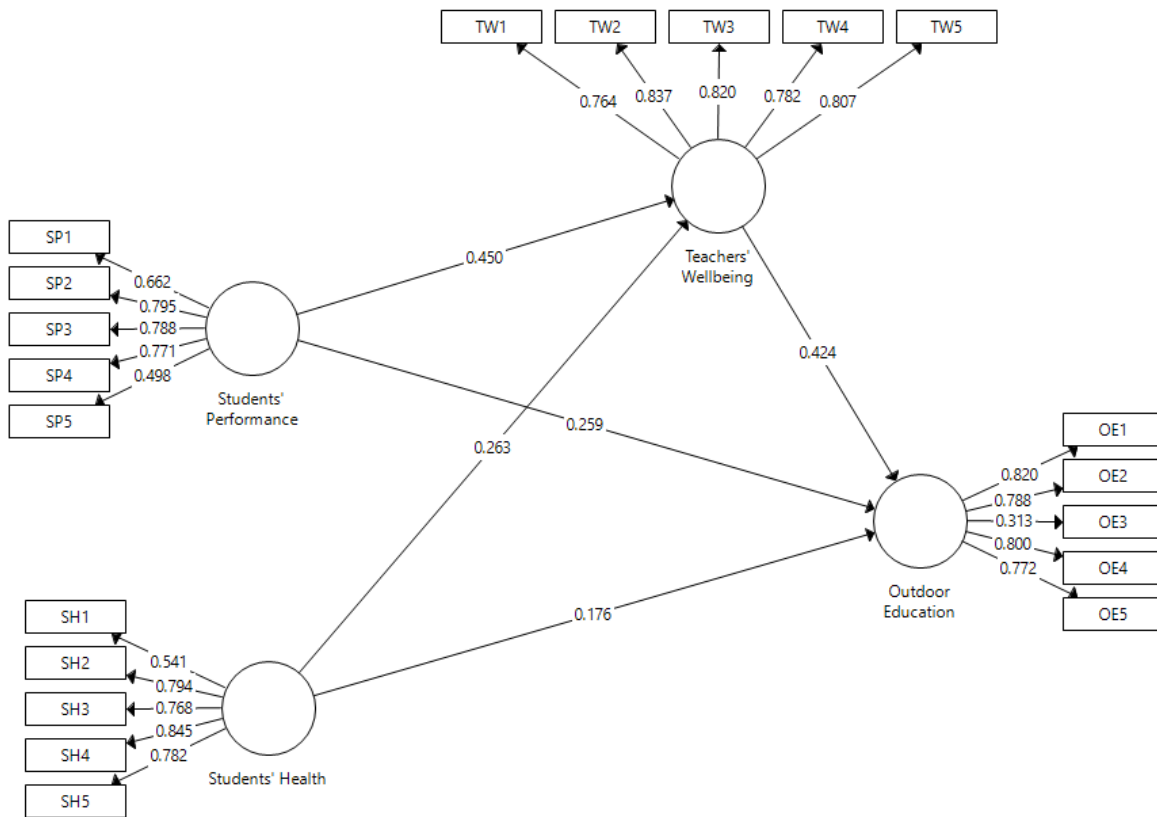 TW1 TW2 TW3 TW4 TW5
0.764 0.837 0.820 0.782 0.807
Teachers'
Wellbeing
SP1
SP2
SP3
SP4
SP5
0.662
0.795
0.788
0.771
0.498
Students'
Performance
0.450
0.424
0.259
0.263
0.176
OE1
OE2
OE3
OE4
OE5
0.820
0.788
0.313
0.800
0.772
Outdoor
Education
SH1
SH2
SH3
SH4
SH5
0.541
0.794
0.768
0.845
0.782
Students' Health